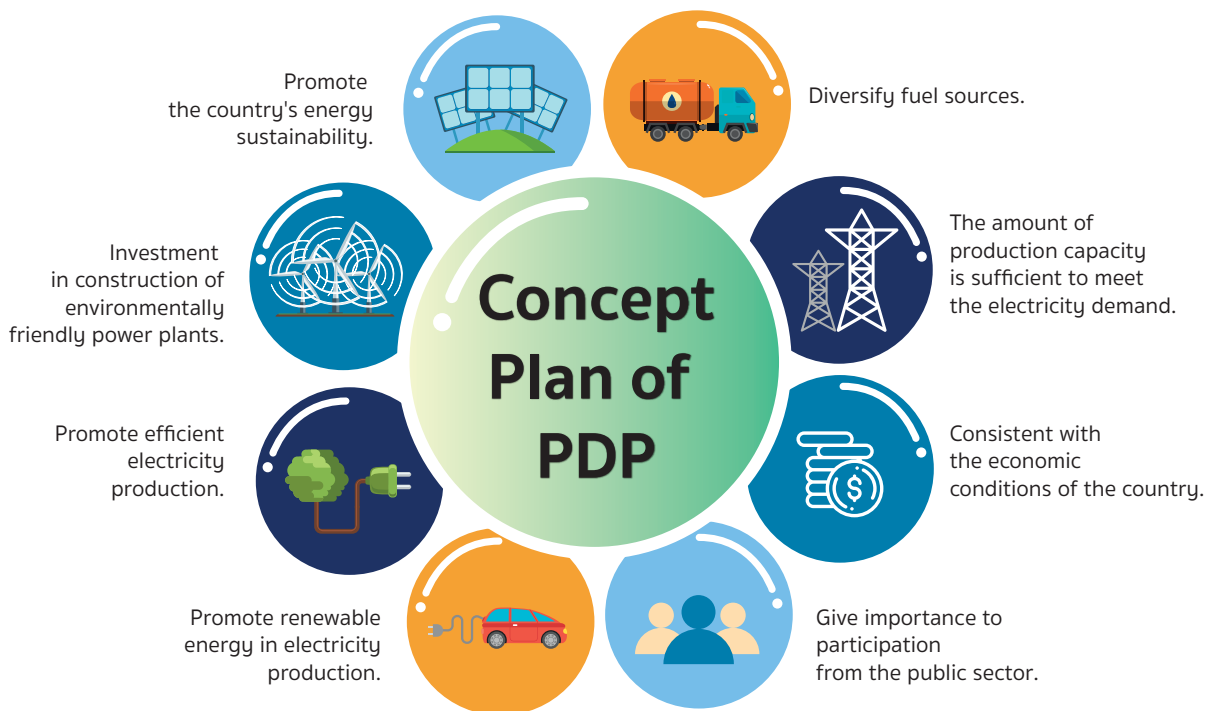 Promote
the country's energy
sustainability.
Diversify fuel sources.
Investment
in construction of
environmentally
friendly power plants.
The amount of
production capacity
is sufficient to meet
the electricity demand.
Concept
Plan of
PDP
Promote efficient
electricity
production.
Consistent with
the economic
conditions of the country.
$
Promote renewable
energy in electricity
production.
Give importance to
participation
from the public sector.